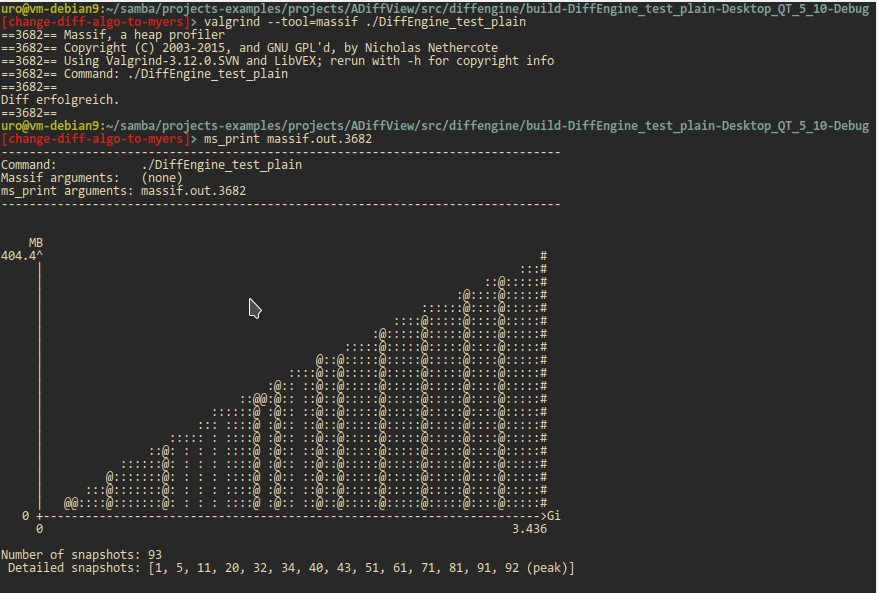 uro@vm-debian9:~/samba/projects-examples/projects/ADiffView/src/diffengine/build-DiffEngine_test_plain-Desktop_QT_5_10-Debug
[change-diff-algo-to-myers]> valgrind --tool=massif ./DiffEngine_test_plain
==3682== Massif, a heap profiler
==3682== Copyright (C) 2003-2015, and GNU GPL'd, by Nicholas Nethercote
==3682== Using Valgrind-3.12.0.SVN and LibVEX; rerun with -h for copyright info
==3682== Command: ./DiffEngine_test_plain
==3682==
Diff erfolgreich.
==3682==
uro@vm-debian9:~/samba/projects-examples/projects/ADiffView/src/diffengine/build-DiffEngine_test_plain-Desktop_QT_5_10-Debug
[change-diff-algo-to-myers]> ms_print massif.out.3682
--------------------------------------------------------------------------------
Command:            ./DiffEngine_test_plain
Massif arguments:   (none)
ms_print arguments: massif.out.3682
--------------------------------------------------------------------------------
MB
404.4^
0 +----------------------------------------------------------------------->Gi
0 3.436
Number of snapshots: 93
Detailed snapshots: [1, 5, 11, 20, 32, 34, 40, 43, 51, 61, 71, 81, 91, 92 (peak)]